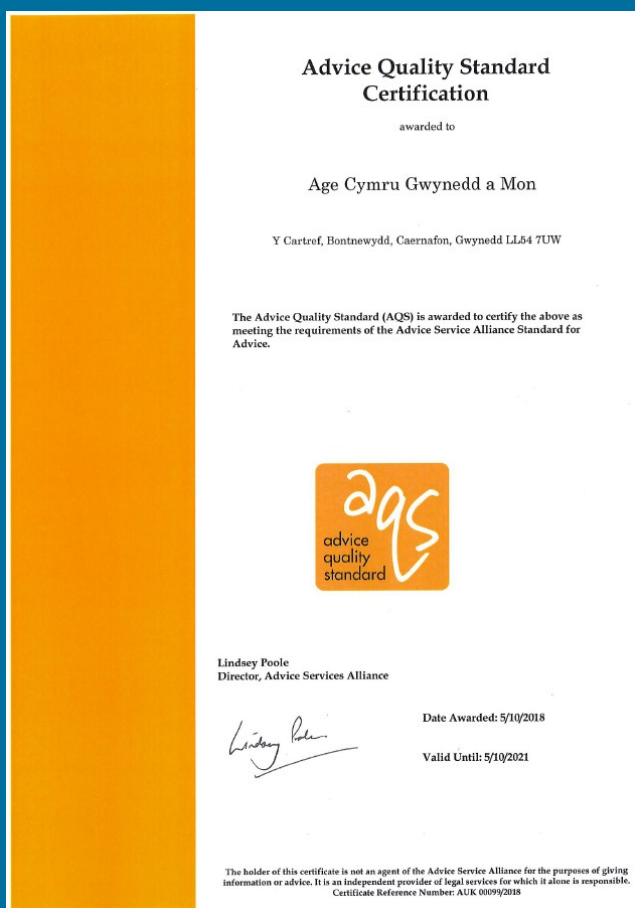 Advice Quality Standard
Certification
awarded to
Age Cymru Gwynedd a Mon
Y Cartref, Bontnewydd, Caernafon, Gwynedd LL54 7UW
The Advice Quality Standard (AQS) is awarded to certify the above as
meeting the requirements of the Advice Service Alliance Standard for
Advice.
aqs
advice
quality
standard
Lindsey Poole
Director, Advice Services Alliance
Lindsey Poole
Date Awarded: 5/10/2018
Valid Until: 5/10/2021
The holder of this certificate is not an agent of the Advice Service Alliance for the purposes of giving
information or advice. It is an independent provider of legal services for which it alone is responsible.
Certificate Reference Number: AUK 00099/2018